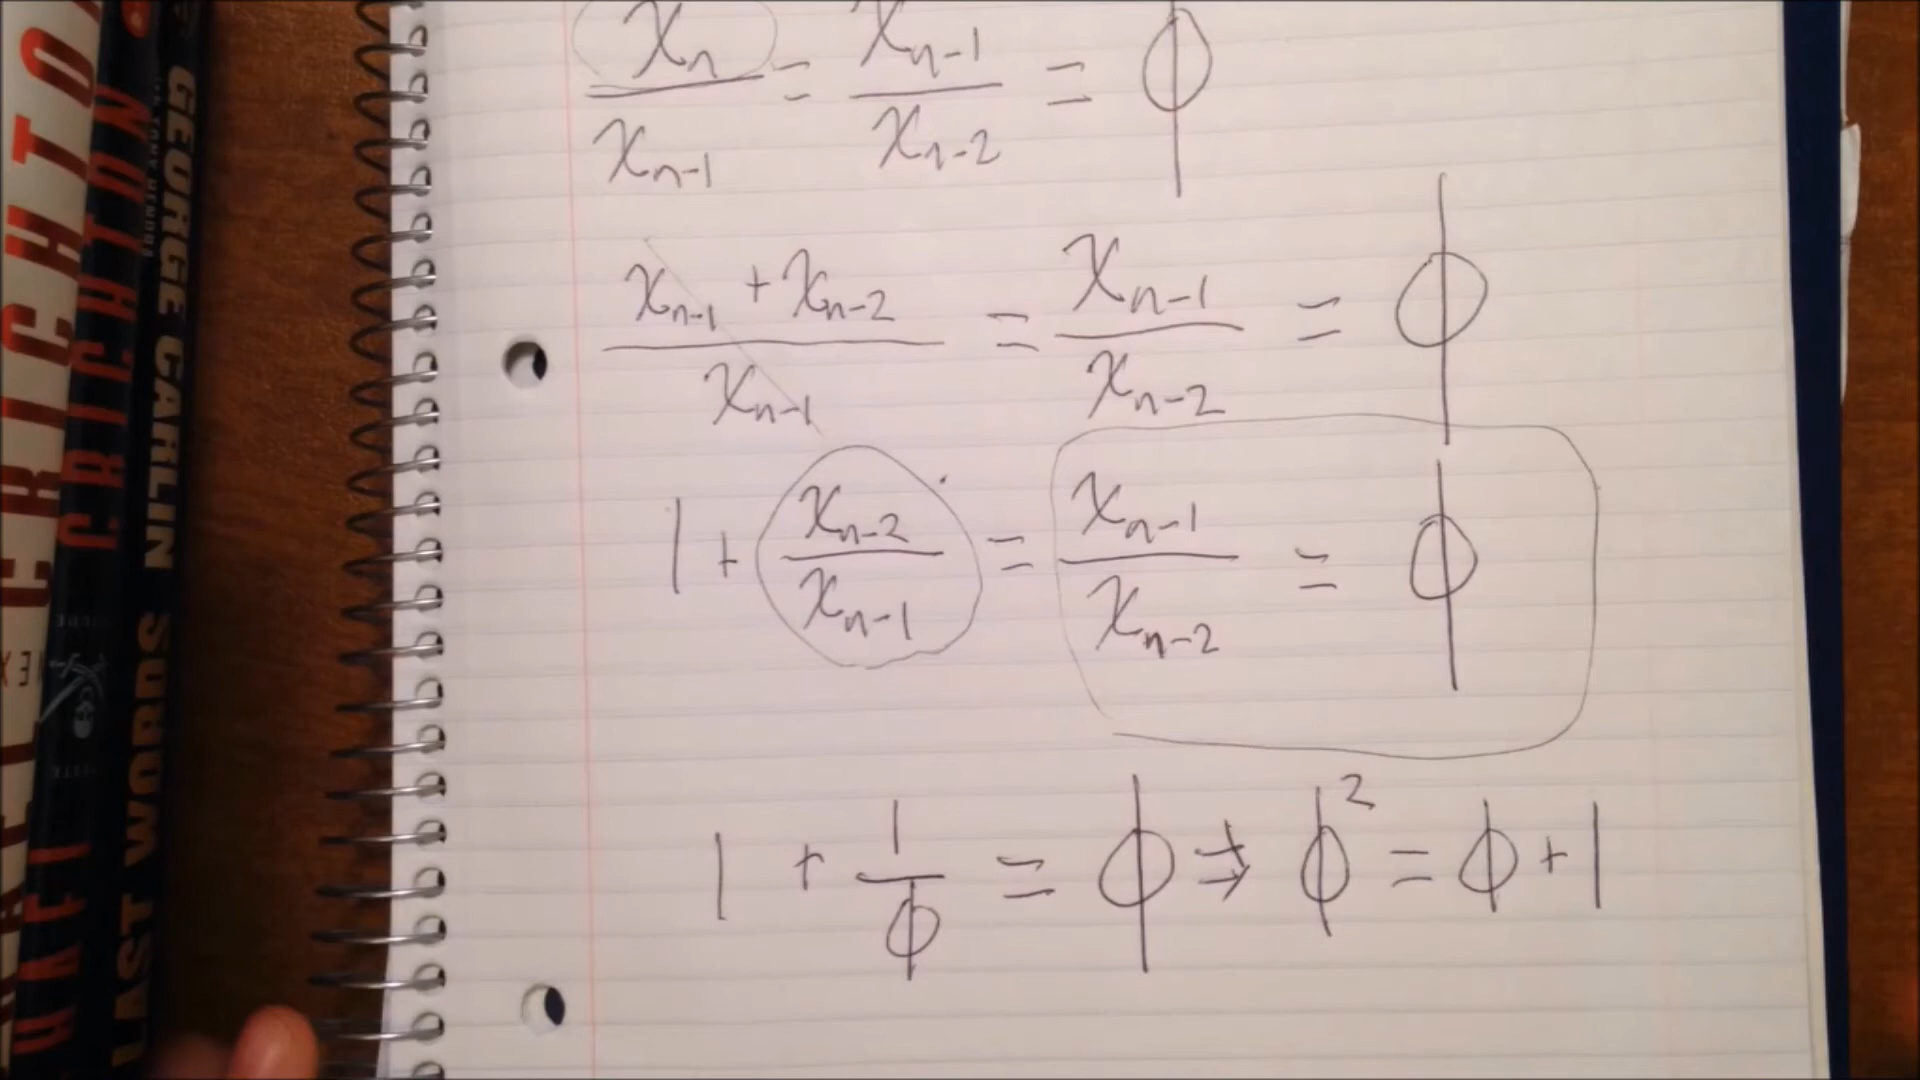 CRICHTO
CRICHTON
GEORGE CARLIN
LAST WORDS
xₙ/xₙ₋₁ = xₙ₋₁/xₙ₋₂ = ϕ
(xₙ₋₁ + xₙ₋₂)/xₙ₋₁ = xₙ₋₁/xₙ₋₂ = ϕ
1 + xₙ₋₂/xₙ₋₁ = xₙ₋₁/xₙ₋₂ = ϕ
1 + 1/ϕ = ϕ ⇒ ϕ² = ϕ + 1